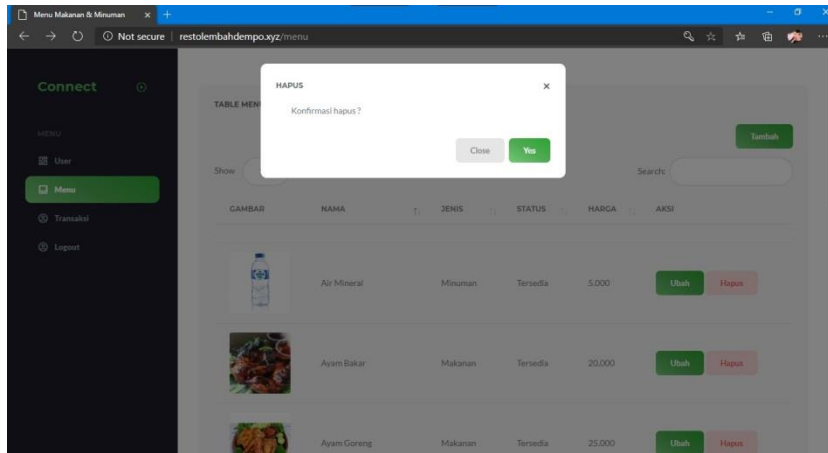 Menu Makanan & Minuman
Not secure | restolembahdempo.xyz/menu
Connect
MENU
User
Menu
Transaksi
Logout
HAPUS
Konfirmasi hapus ?
Close Yes
TABLE MEN
Tambah
Show
Search:
GAMBAR NAMA JENIS STATUS HARGA AKSI
Air Mineral Minuman Tersedia 5.000 Ubah Hapus
Ayam Bakar Makanan Tersedia 20.000 Ubah Hapus
Ayam Goreng Makanan Tersedia 25.000 Ubah Hapus